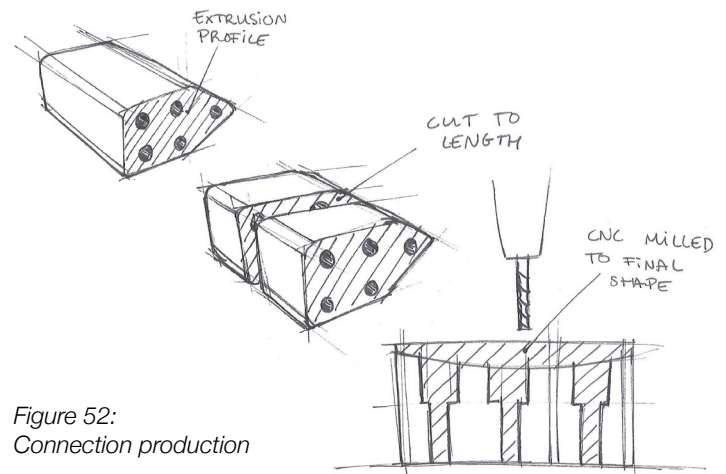 EXTRUSION
PROFILE
CUT TO
LENGTH
CNC MILLED
TO FINAL
SHAPE
Figure 52:
Connection production